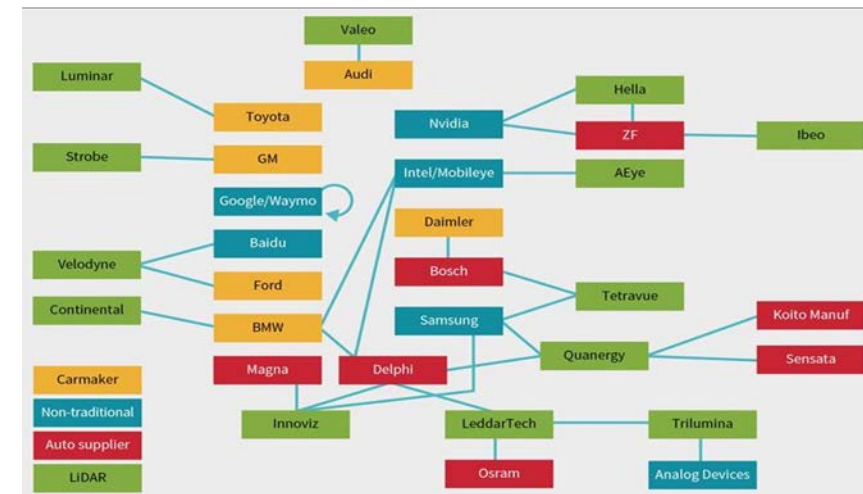 Valeo
Luminar
Audi
Hella
Toyota
Nvidia
ZF
Ibeo
Strobe
GM
Intel/Mobileye
AEye
Google/Waymo
Daimler
Baidu
Velodyne
Bosch
Ford
Tetravue
Continental
BMW
Samsung
Koito Manuf
Quanergy
Sensata
Magna
Delphi
Carmaker
Non-traditional
Auto supplier
LiDAR
Innoviz
LeddarTech
Trilumina
Osram
Analog Devices